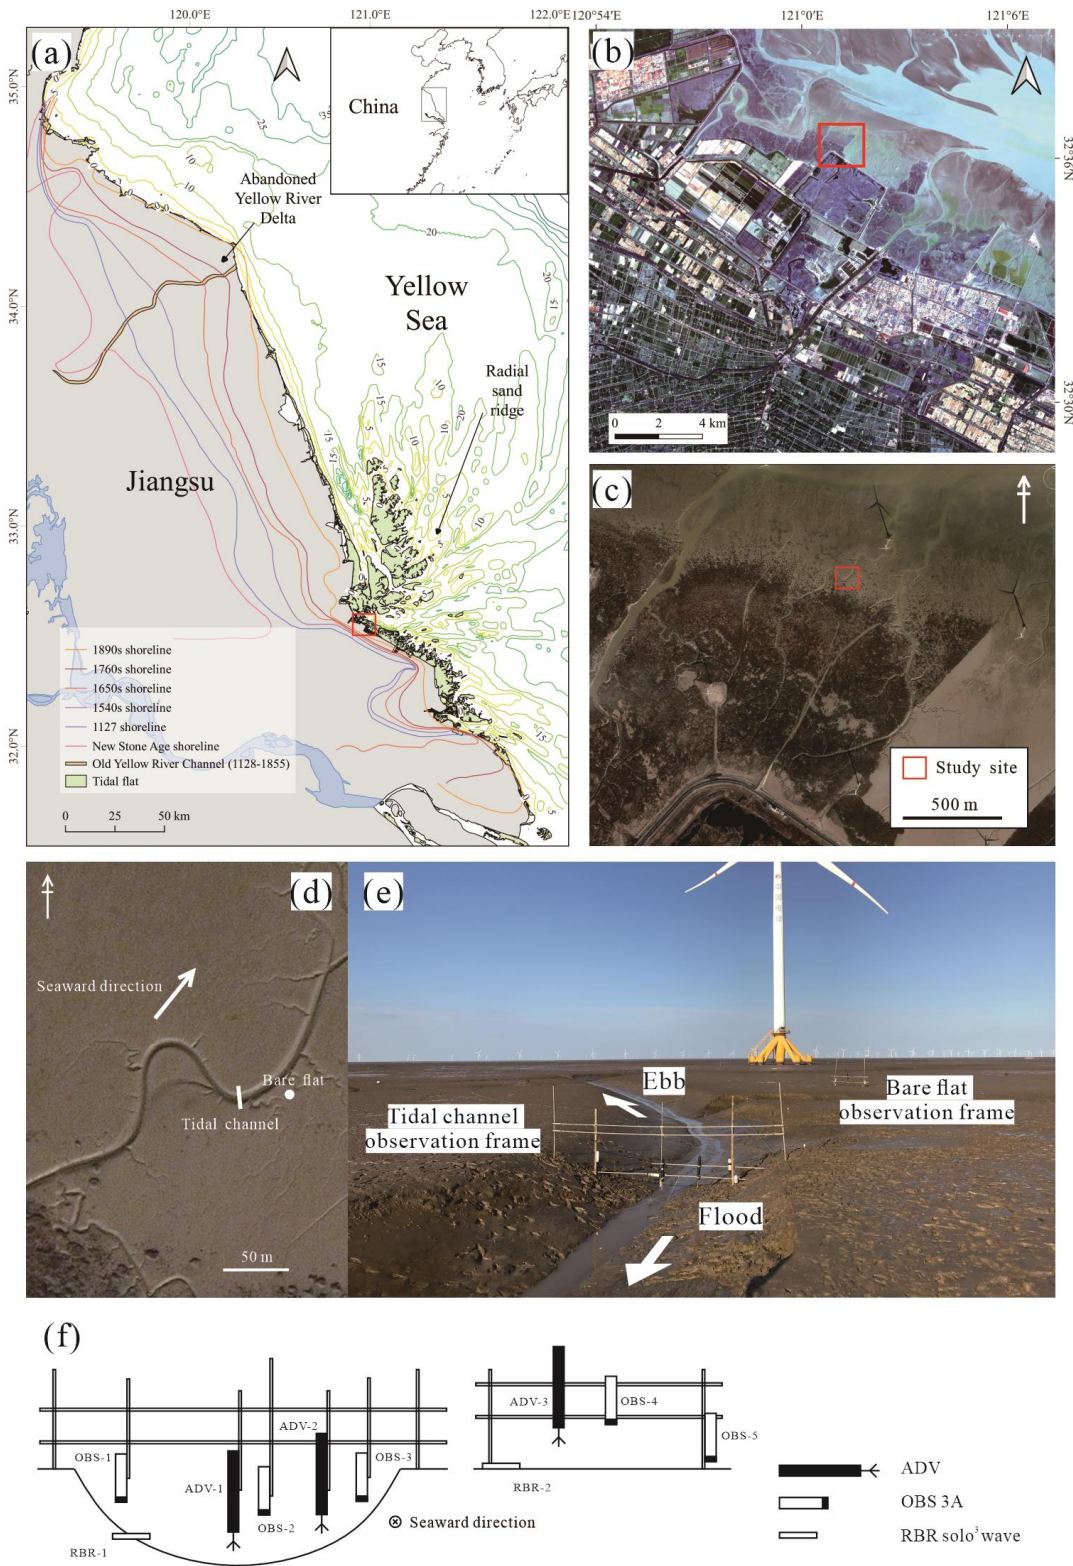 120.0°E
121.0°E
122.0°E
120°54'E
121°0'E
121°6'E
(a)
35.0°N
34.0°N
33.0°N
32.0°N
China
Abandoned
Yellow River
Delta
Yellow
Sea
Radial
sand
ridge
Jiangsu
1890s shoreline
1760s shoreline
1650s shoreline
1540s shoreline
1127 shoreline
New Stone Age shoreline
Old Yellow River Channel (1128-1855)
Tidal flat
0 25 50 km
(b)
32°36'N
32°30'N
0 2 4 km
(c)
Study site
500 m
(d)
Seaward direction
Bare flat
Tidal channel
50 m
(e)
Ebb
Tidal channel
observation frame
Bare flat
observation frame
Flood
(f)
OBS-1
ADV-1
OBS-2
ADV-2
OBS-3
RBR-1
Seaward direction
ADV-3
OBS-4
OBS-5
RBR-2
ADV
OBS 3A
RBR solo³ wave